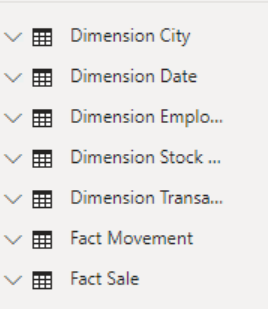 Dimension City
Dimension Date
Dimension Emplo...
Dimension Stock ...
Dimension Transa...
Fact Movement
Fact Sale